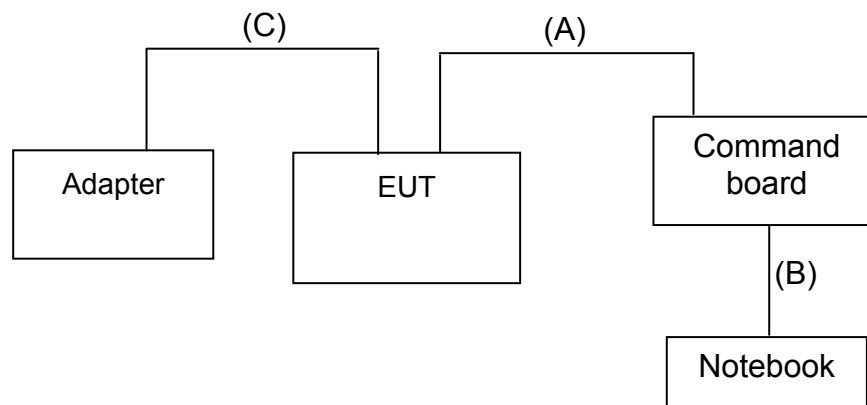 (C)
(A)
Adapter
EUT
Command
board
(B)
Notebook